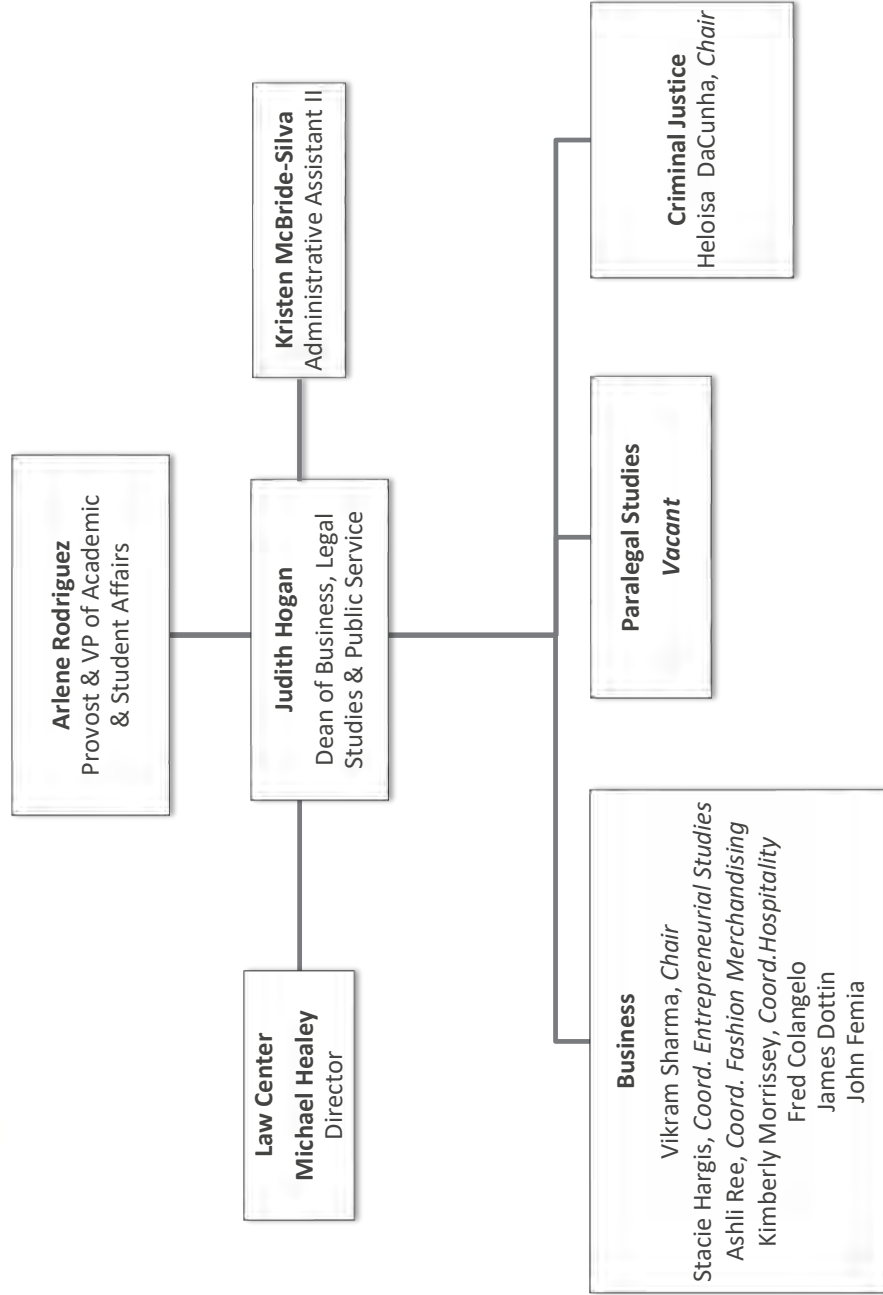 Arlene Rodriguez
Provost & VP of Academic
& Student Affairs
Law Center
Michael Healey
Director
Judith Hogan
Dean of Business, Legal
Studies & Public Service
Kristen McBride-Silva
Administrative Assistant II
Business
Vikram Sharma, Chair
Stacie Hargis, Coord. Entrepreneurial Studies
Ashli Ree, Coord. Fashion Merchandising
Kimberly Morrissey, Coord.Hospitality
Fred Colangelo
James Dottin
John Femia
Paralegal Studies
Vacant
Criminal Justice
Heloisa DaCunha, Chair